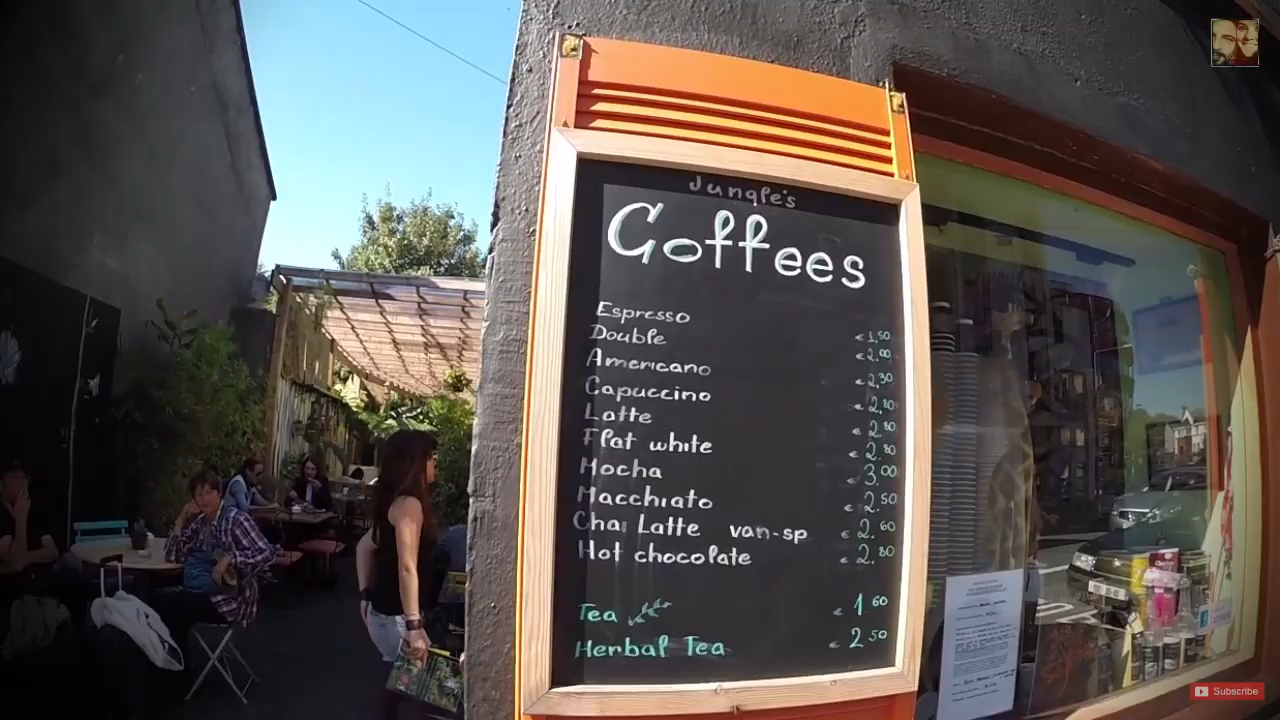 Jungle's
Coffees
Espresso € 1,50
Double € 2.00
Americano € 2,30
Capuccino € 2,80
Latte € 2.80
Flat white € 2.80
Mocha € 3.00
Macchiato € 2.50
Chai Latte van-sp € 2.60
Hot chocolate € 2.80
Tea € 1.60
Herbal Tea € 2.50
Subscribe